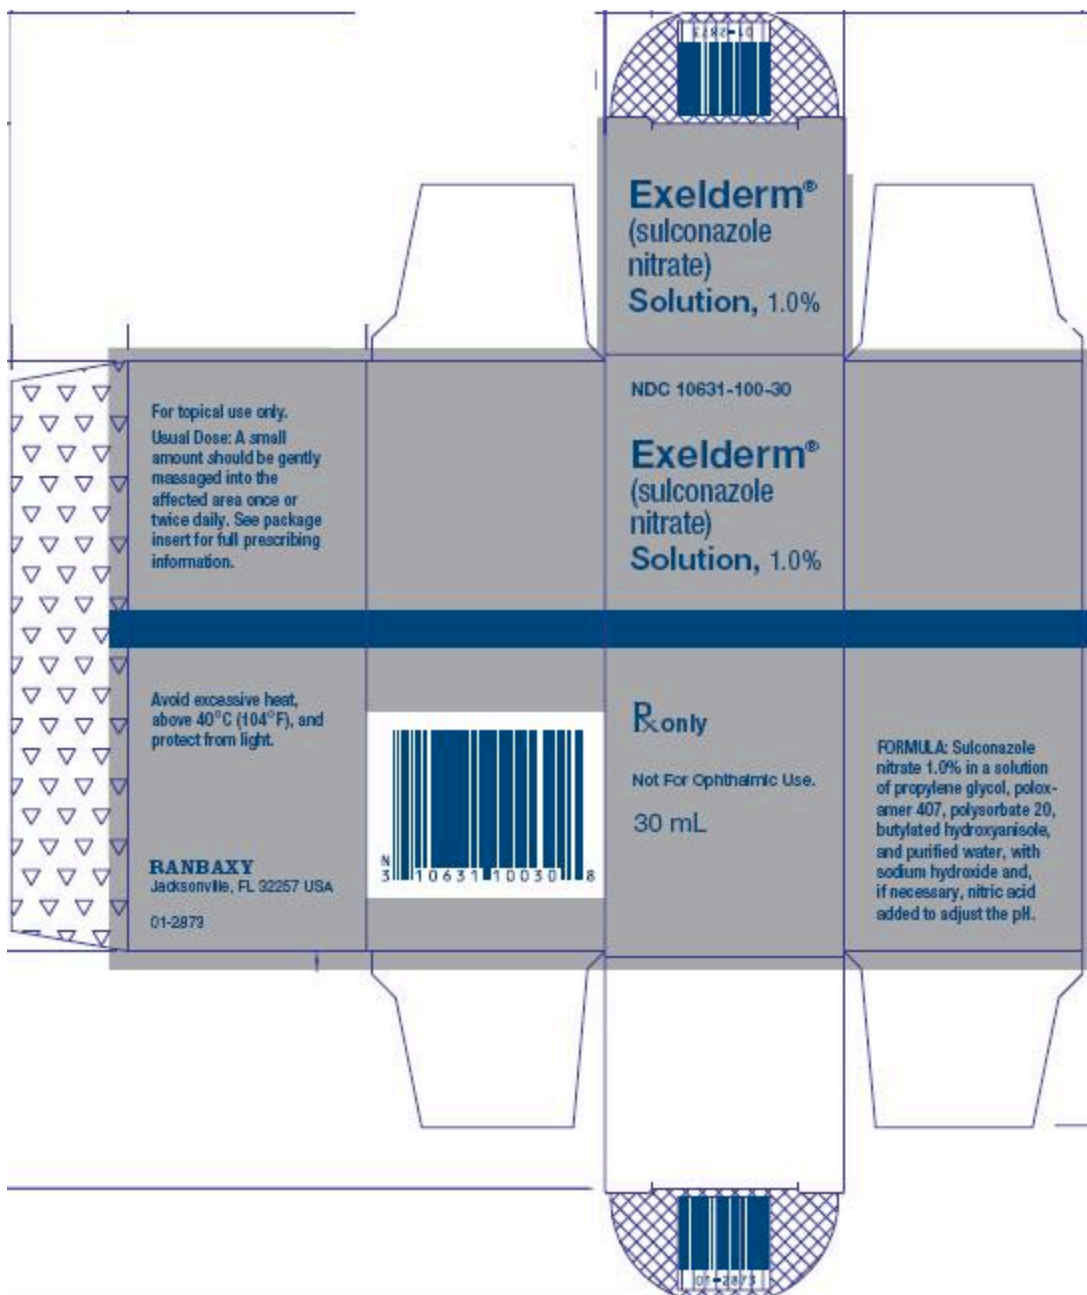 01-2873
Exelderm®
(sulconazole
nitrate)
Solution, 1.0%
For topical use only.
Usual Dose: A small
amount should be gently
massaged into the
affected area once or
twice daily. See package
insert for full prescribing
information.
Avoid excessive heat,
above 40°C (104°F), and
protect from light.
RANBAXY
Jacksonville, FL 32257 USA
01-2873
N
3 10631 10030 8
NDC 10631-100-30
Exelderm®
(sulconazole
nitrate)
Solution, 1.0%
℞ only
Not For Ophthalmic Use.
30 mL
FORMULA: Sulconazole
nitrate 1.0% in a solution
of propylene glycol, polox-
amer 407, polysorbate 20,
butylated hydroxyanisole,
and purified water, with
sodium hydroxide and,
if necessary, nitric acid
added to adjust the pH.
01-2873